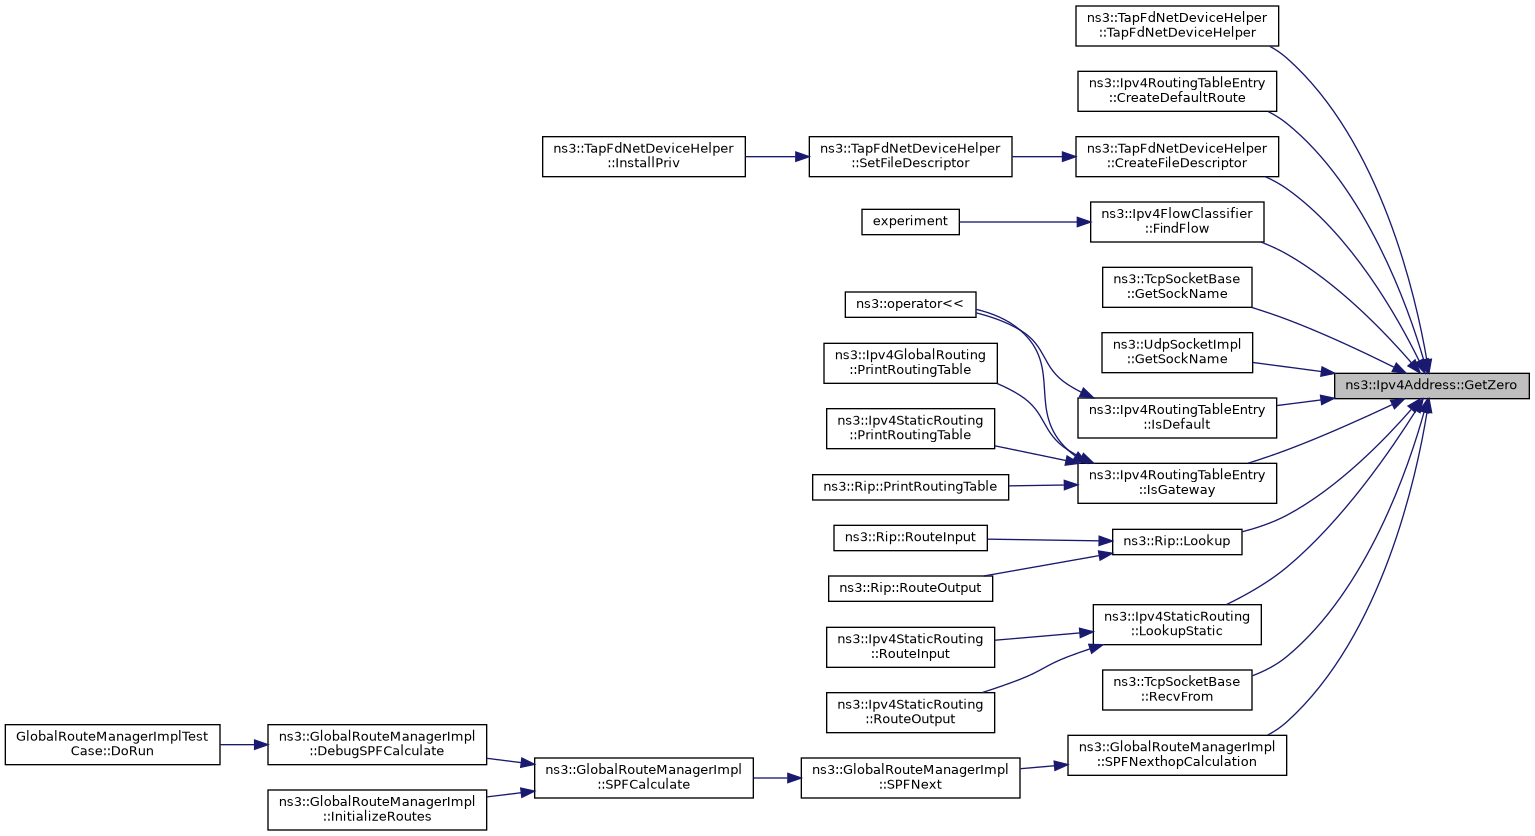 ns3::TapFdNetDeviceHelper
::TapFdNetDeviceHelper
ns3::Ipv4RoutingTableEntry
::CreateDefaultRoute
ns3::TapFdNetDeviceHelper
::InstallPriv
ns3::TapFdNetDeviceHelper
::SetFileDescriptor
ns3::TapFdNetDeviceHelper
::CreateFileDescriptor
experiment
ns3::Ipv4FlowClassifier
::FindFlow
ns3::TcpSocketBase
::GetSockName
ns3::operator<<
ns3::UdpSocketImpl
::GetSockName
ns3::Ipv4GlobalRouting
::PrintRoutingTable
ns3::Ipv4Address::GetZero
ns3::Ipv4RoutingTableEntry
::IsDefault
ns3::Ipv4StaticRouting
::PrintRoutingTable
ns3::Ipv4RoutingTableEntry
::IsGateway
ns3::Rip::PrintRoutingTable
ns3::Rip::RouteInput
ns3::Rip::Lookup
ns3::Rip::RouteOutput
ns3::Ipv4StaticRouting
::LookupStatic
ns3::Ipv4StaticRouting
::RouteInput
ns3::TcpSocketBase
::RecvFrom
ns3::Ipv4StaticRouting
::RouteOutput
GlobalRouteManagerImplTest
Case::DoRun
ns3::GlobalRouteManagerImpl
::DebugSPFCalculate
ns3::GlobalRouteManagerImpl
::SPFCalculate
ns3::GlobalRouteManagerImpl
::SPFNext
ns3::GlobalRouteManagerImpl
::SPFNexthopCalculation
ns3::GlobalRouteManagerImpl
::InitializeRoutes